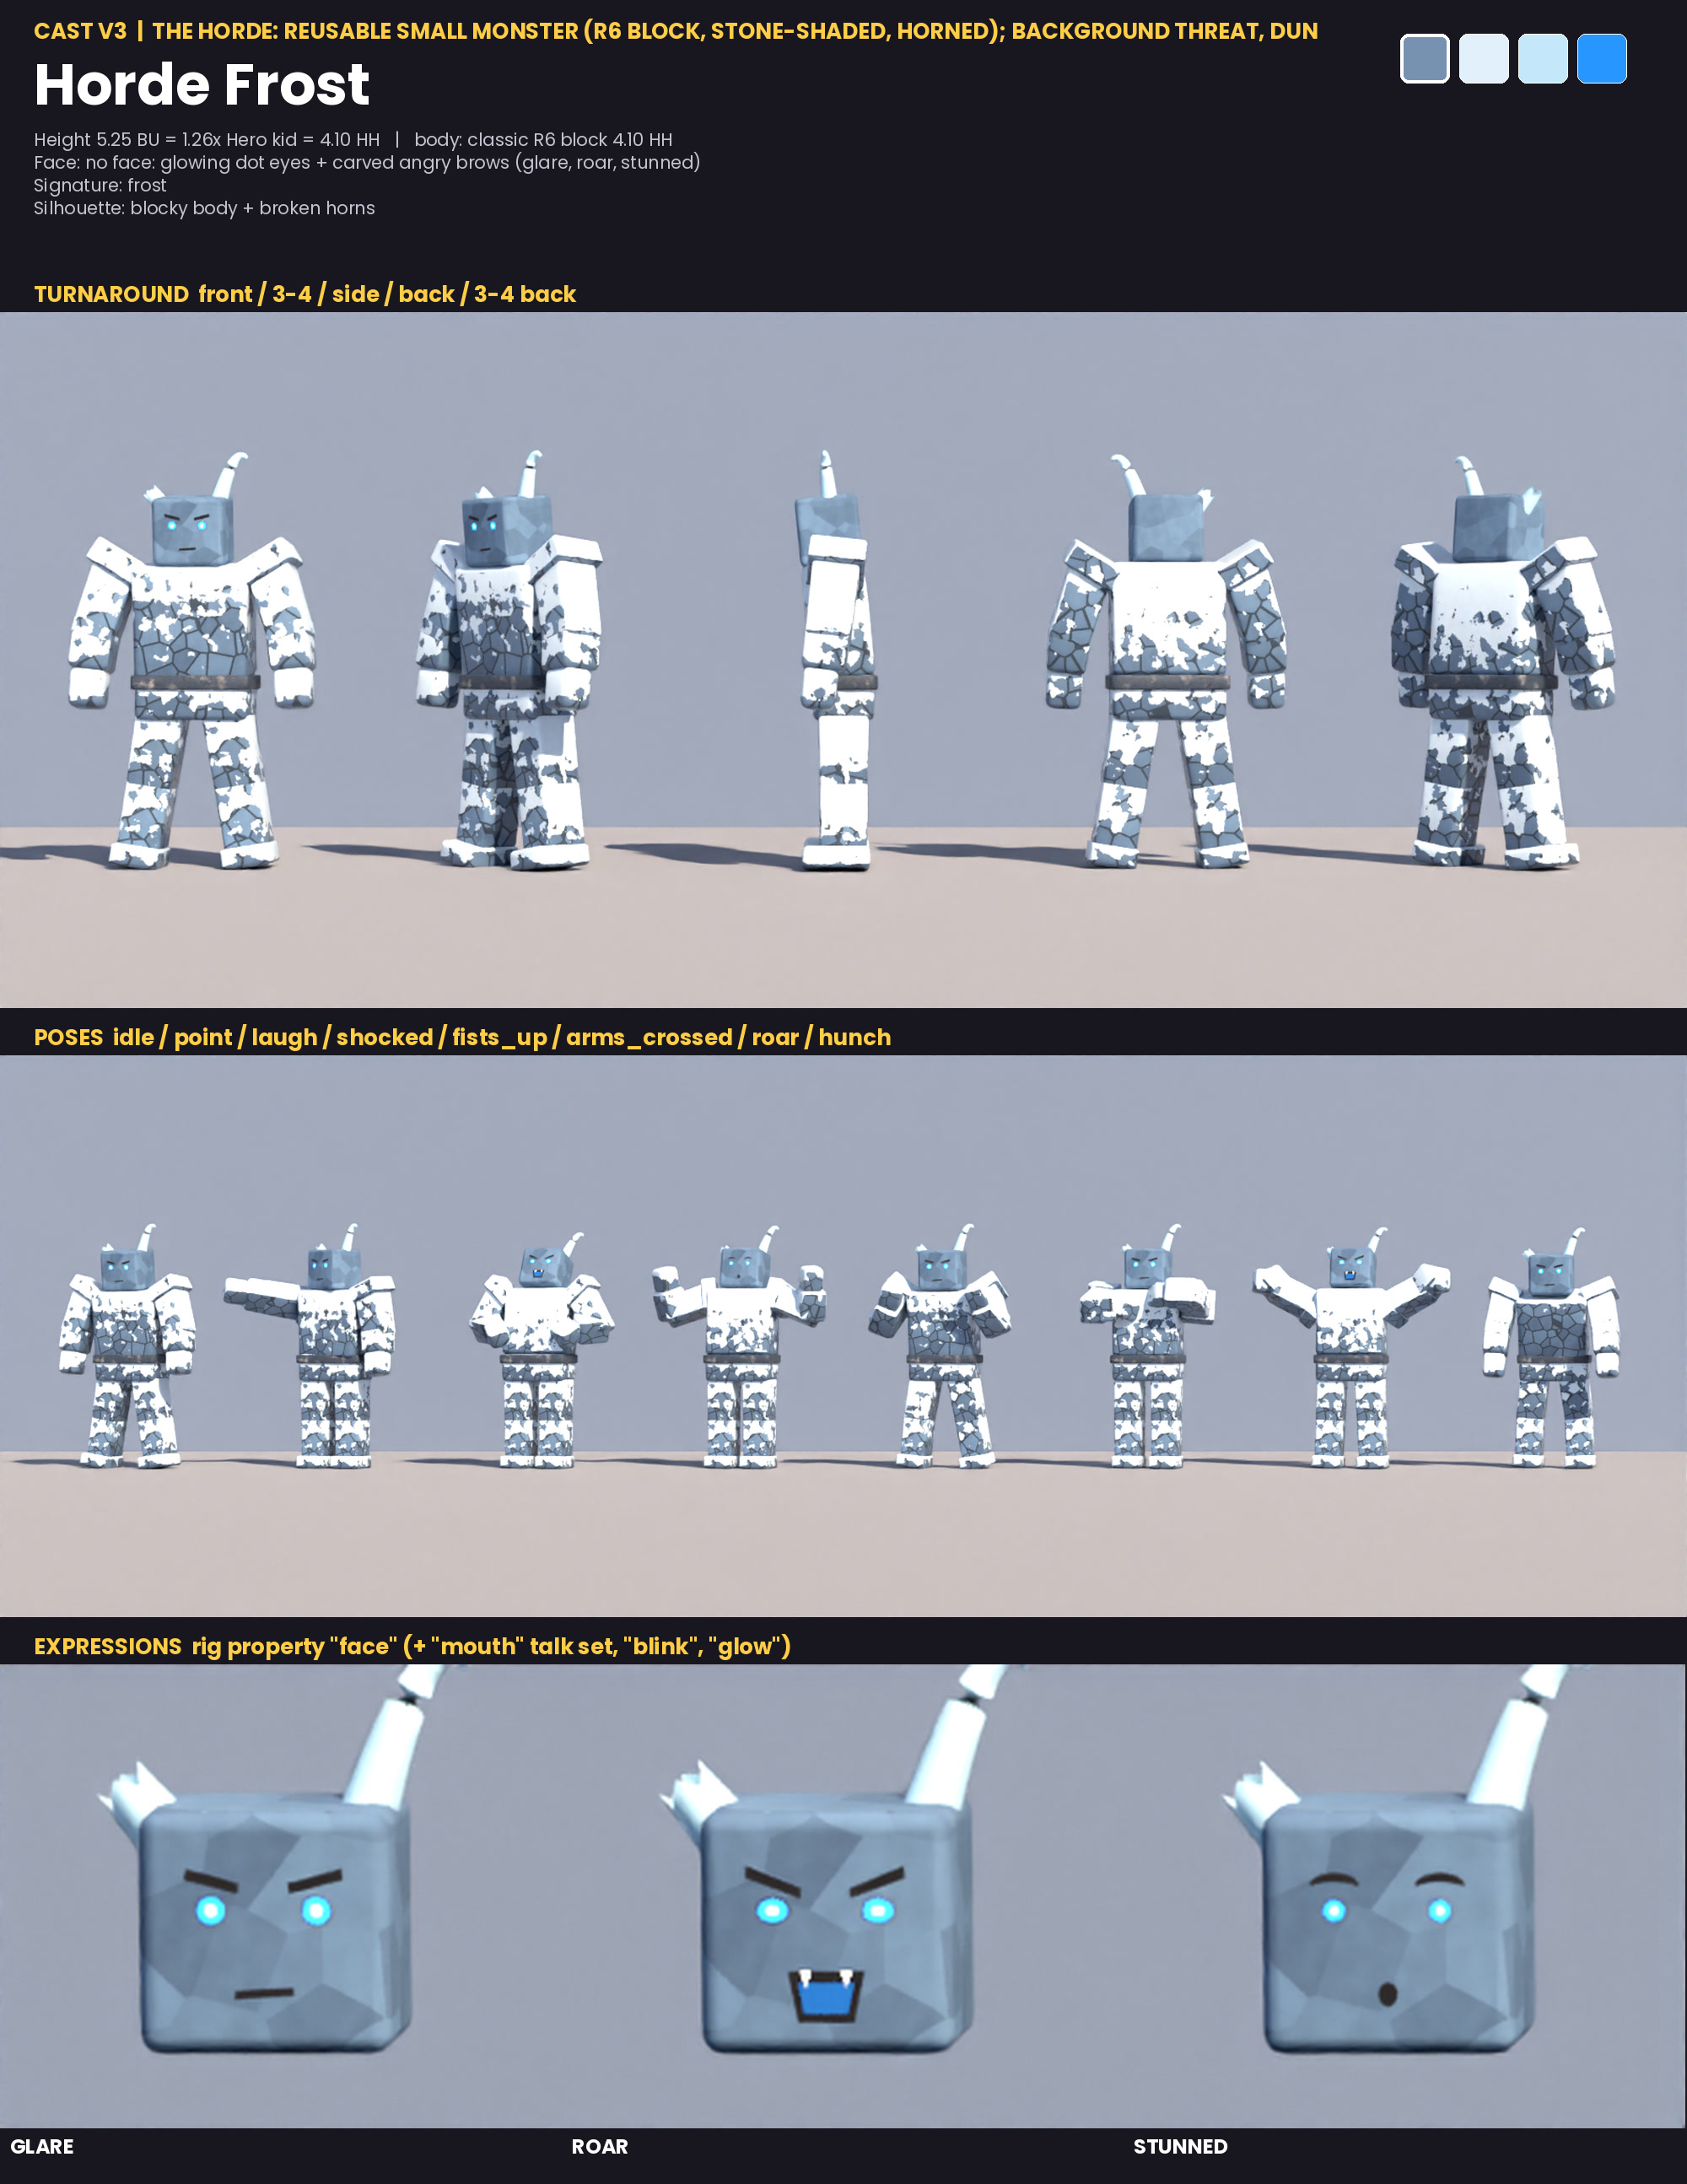 CAST V3 | THE HORDE: REUSABLE SMALL MONSTER (R6 BLOCK, STONE-SHADED, HORNED); BACKGROUND THREAT, DUN
Horde Frost
Height 5.25 BU = 1.26x Hero kid = 4.10 HH | body: classic R6 block 4.10 HH
Face: no face: glowing dot eyes + carved angry brows (glare, roar, stunned)
Signature: frost
Silhouette: blocky body + broken horns
TURNAROUND front / 3-4 / side / back / 3-4 back
POSES idle / point / laugh / shocked / fists_up / arms_crossed / roar / hunch
EXPRESSIONS rig property "face" (+ "mouth" talk set, "blink", "glow")
GLARE
ROAR
STUNNED